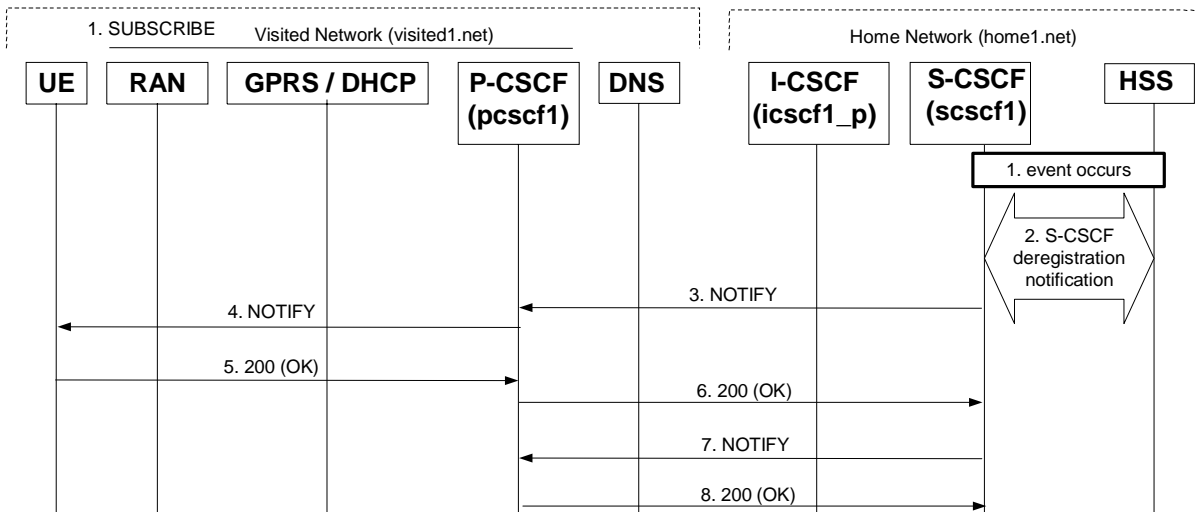 1. SUBSCRIBE
Visited Network (visited1.net)
Home Network (home1.net)
UE
RAN
GPRS / DHCP
P-CSCF
(pcscf1)
DNS
I-CSCF
(icscf1_p)
S-CSCF
(scscf1)
HSS
1. event occurs
2. S-CSCF
deregistration
notification
3. NOTIFY
4. NOTIFY
5. 200 (OK)
6. 200 (OK)
7. NOTIFY
8. 200 (OK)